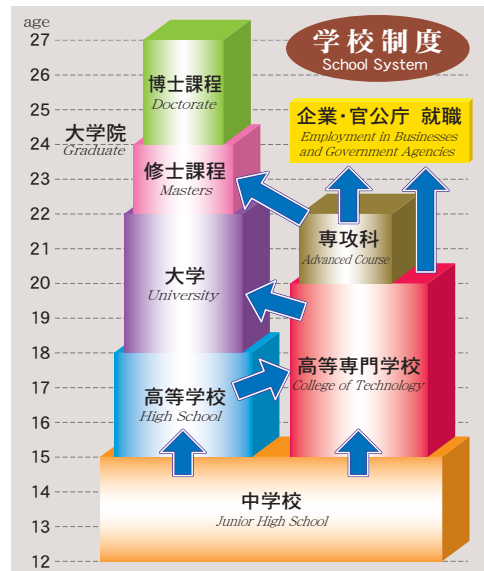 age
学校制度
School System
27
26
25
24
23
22
21
20
19
18
17
16
15
14
13
12
博士課程
Doctorate
大学院
Graduate
修士課程
Masters
企業・官公庁 就職
Employment in Businesses
and Government Agencies
専攻科
Advanced Course
大学
University
高等学校
High School
高等専門学校
College of Technology
中学校
Junior High School